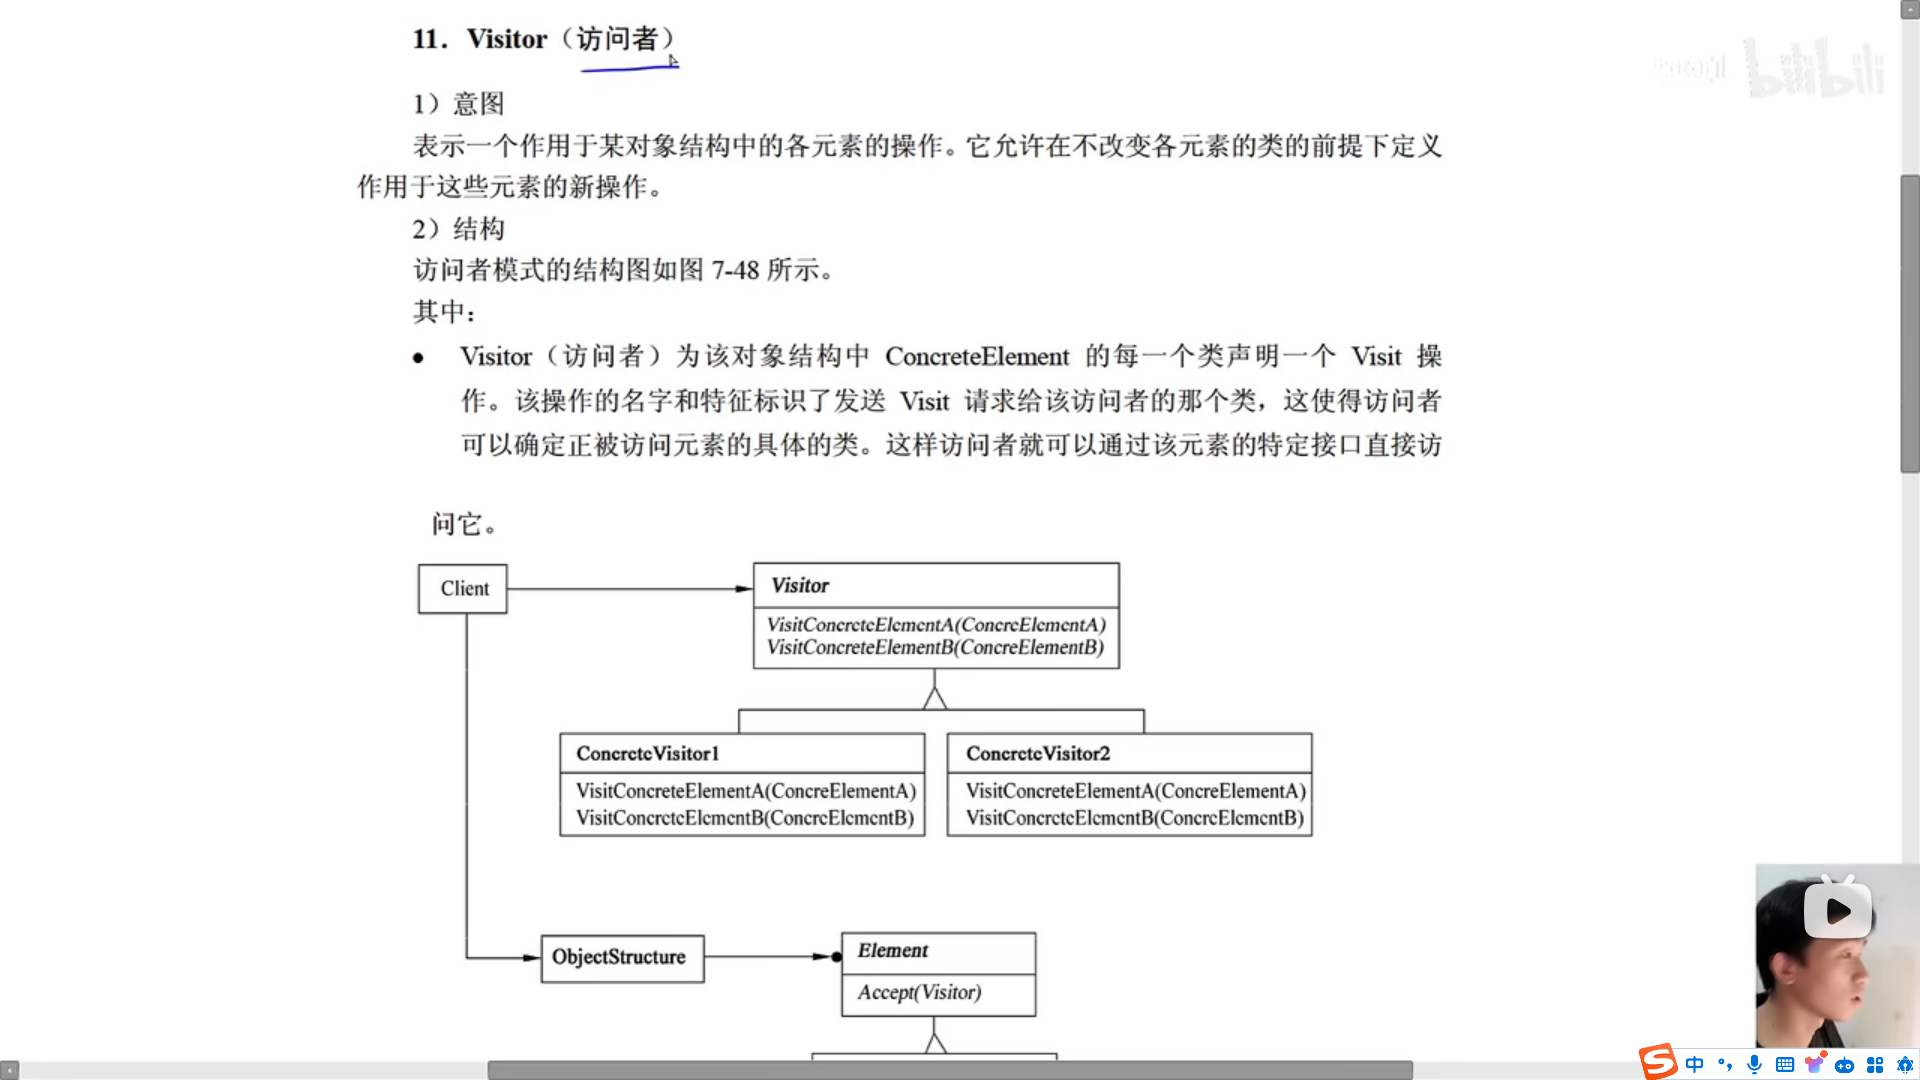 11. Visitor（访问者）
bilibili
1）意图
表示一个作用于某对象结构中的各元素的操作。它允许在不改变各元素的类的前提下定义
作用于这些元素的新操作。
2）结构
访问者模式的结构图如图 7-48 所示。
其中：
● Visitor（访问者）为该对象结构中 ConcreteElement 的每一个类声明一个 Visit 操
作。该操作的名字和特征标识了发送 Visit 请求给该访问者的那个类，这使得访问者
可以确定正被访问元素的具体的类。这样访问者就可以通过该元素的特定接口直接访
问它。
Client
Visitor
VisitConcreteElementA(ConcreElementA)
VisitConcreteElementB(ConcreElementB)
ConcreteVisitor1
VisitConcreteElementA(ConcreElementA)
VisitConcreteElementB(ConcreElementB)
ConcreteVisitor2
VisitConcreteElementA(ConcreElementA)
VisitConcreteElementB(ConcreElementB)
ObjectStructure
Element
Accept(Visitor)
中